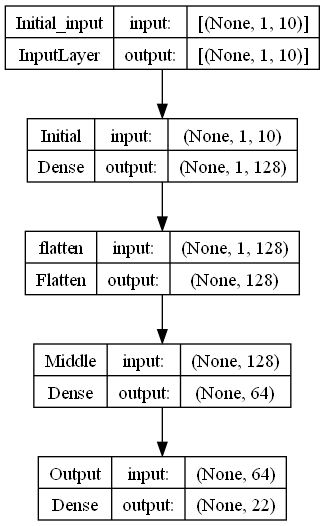 Initial_input input: [(None, 1, 10)]
InputLayer output: [(None, 1, 10)]
Initial input: (None, 1, 10)
Dense output: (None, 1, 128)
flatten input: (None, 1, 128)
Flatten output: (None, 128)
Middle input: (None, 128)
Dense output: (None, 64)
Output input: (None, 64)
Dense output: (None, 22)